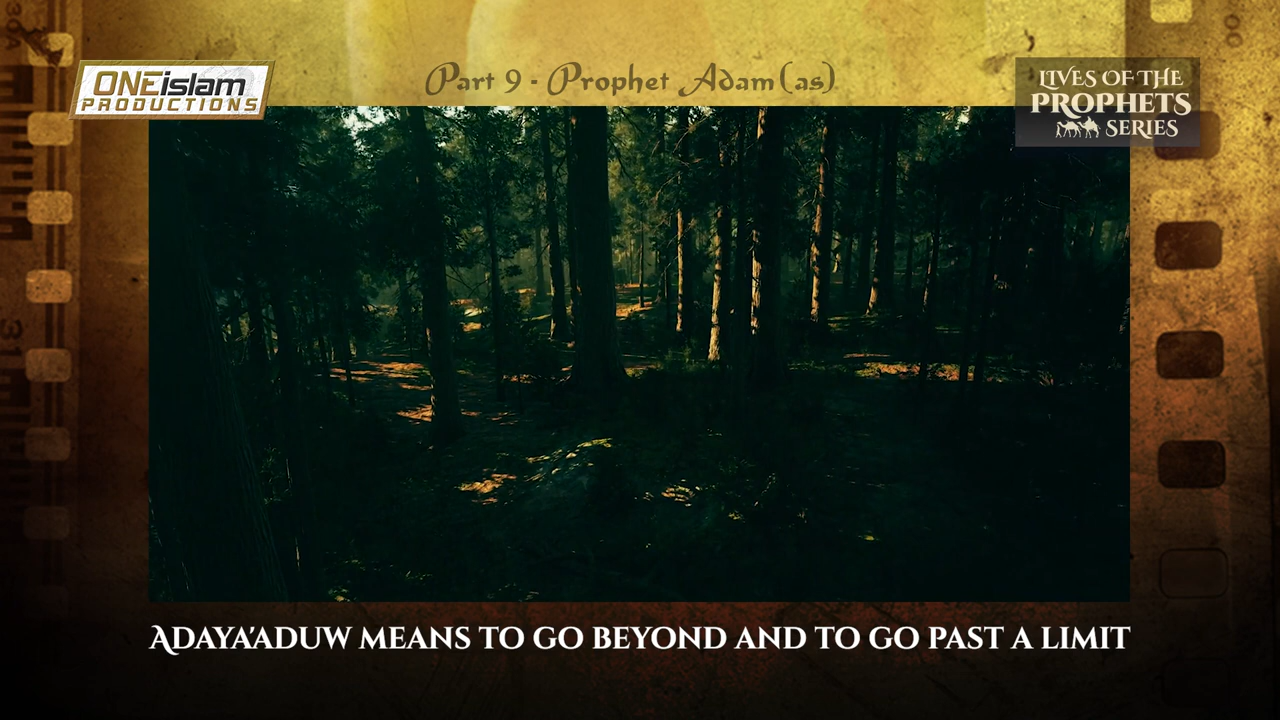 ONEislam
PRODUCTIONS
Part 9 - Prophet Adam (as)
LIVES OF THE
PROPHETS
SERIES
ADAYA'ADUW MEANS TO GO BEYOND AND TO GO PAST A LIMIT